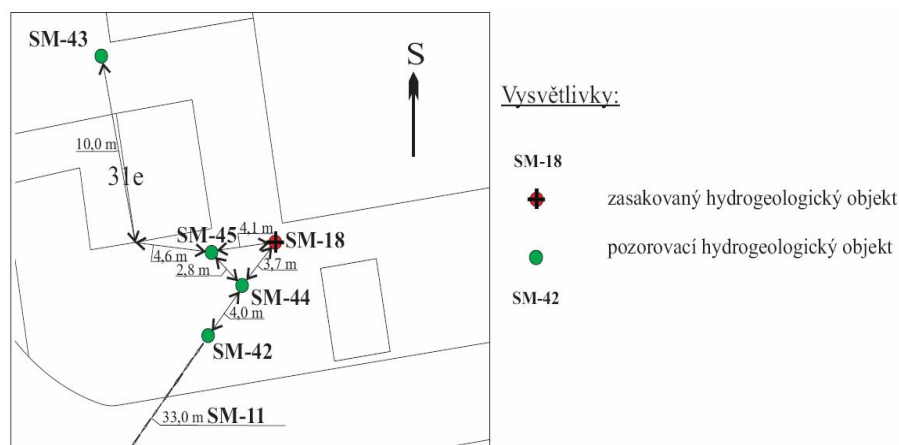 SM-43
S
10,0 m
31e
SM-45
4,1 m
SM-18
4,6 m
2,8 m
3,7 m
SM-44
4,0 m
SM-42
33,0 m SM-11
Vysvětlivky:
SM-18
zasakovaný hydrogeologický objekt
pozorovací hydrogeologický objekt
SM-42